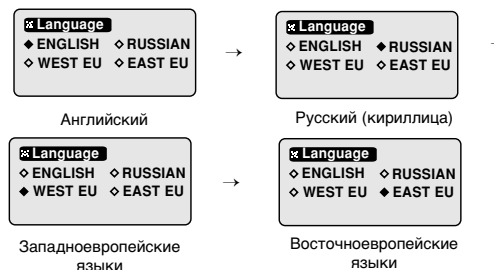 Language
◆ ENGLISH ◇ RUSSIAN
◇ WEST EU ◇ EAST EU
Английский
→
Language
◇ ENGLISH ◆ RUSSIAN
◇ WEST EU ◇ EAST EU
Русский (кириллица)
Language
◇ ENGLISH ◇ RUSSIAN
◆ WEST EU ◇ EAST EU
Западноевропейские
языки
→
Language
◇ ENGLISH ◇ RUSSIAN
◇ WEST EU ◆ EAST EU
Восточноевропейские
языки